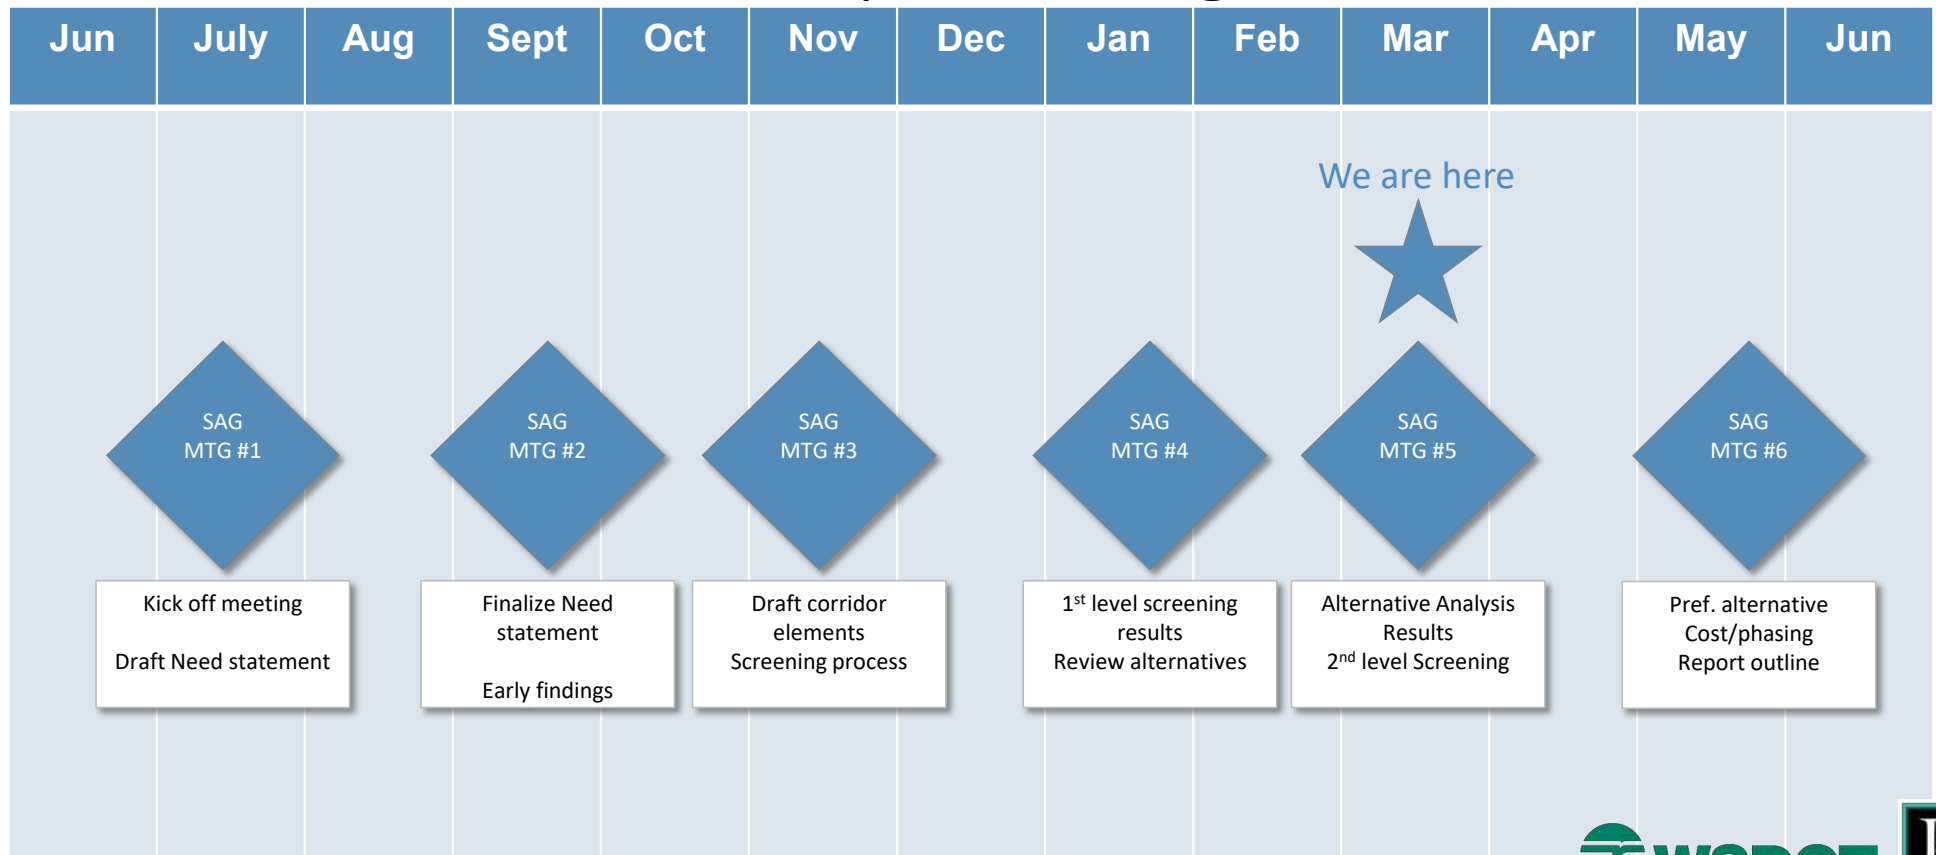 Jun July Aug Sept Oct Nov Dec Jan Feb Mar Apr May Jun
We are here
SAG
MTG #1
SAG
MTG #2
SAG
MTG #3
SAG
MTG #4
SAG
MTG #5
SAG
MTG #6
Kick off meeting
Draft Need statement
Finalize Need
statement
Early findings
Draft corridor
elements
Screening process
1st level screening
results
Review alternatives
Alternative Analysis
Results
2nd level Screening
Pref. alternative
Cost/phasing
Report outline